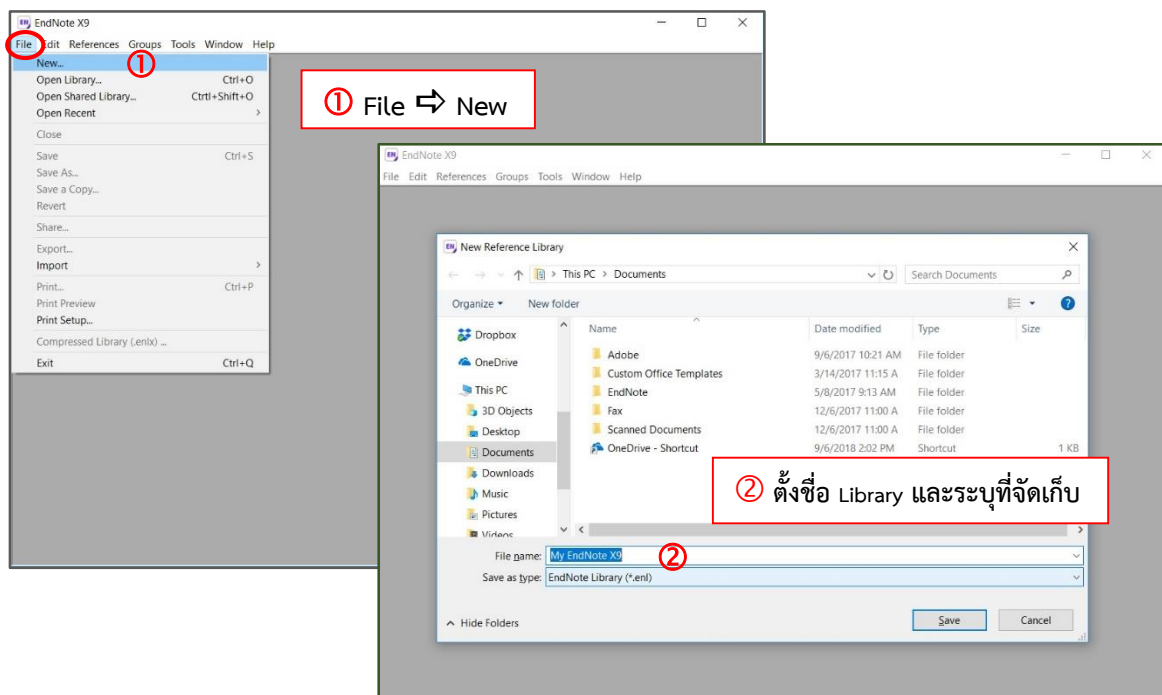 EndNote X9
File Edit References Groups Tools Window Help
New...
①
Open Library... Ctrl+O
Open Shared Library... Ctrtl+Shift+O
Open Recent >
Close
Save Ctrl+S
Save As...
Save a Copy...
Revert
Share...
Export...
Import >
Print... Ctrl+P
Print Preview
Print Setup...
Compressed Library (.enlx) ...
Exit Ctrl+Q
① File ⇨ New
EndNote X9
File Edit References Groups Tools Window Help
New Reference Library
This PC > Documents
Search Documents
Organize New folder
Name Date modified Type Size
Dropbox
OneDrive
This PC
3D Objects
Desktop
Documents
Downloads
Music
Pictures
Videos
Adobe 9/6/2017 10:21 AM File folder
Custom Office Templates 3/14/2017 11:15 A File folder
EndNote 5/8/2017 9:13 AM File folder
Fax 12/6/2017 11:00 A File folder
Scanned Documents 12/6/2017 11:00 A File folder
OneDrive - Shortcut 9/6/2018 2:02 PM Shortcut 1 KB
② ตั้งชื่อ Library และระบุที่จัดเก็บ
File name: My EndNote X9 ②
Save as type: EndNote Library (*.enl)
Hide Folders
Save Cancel